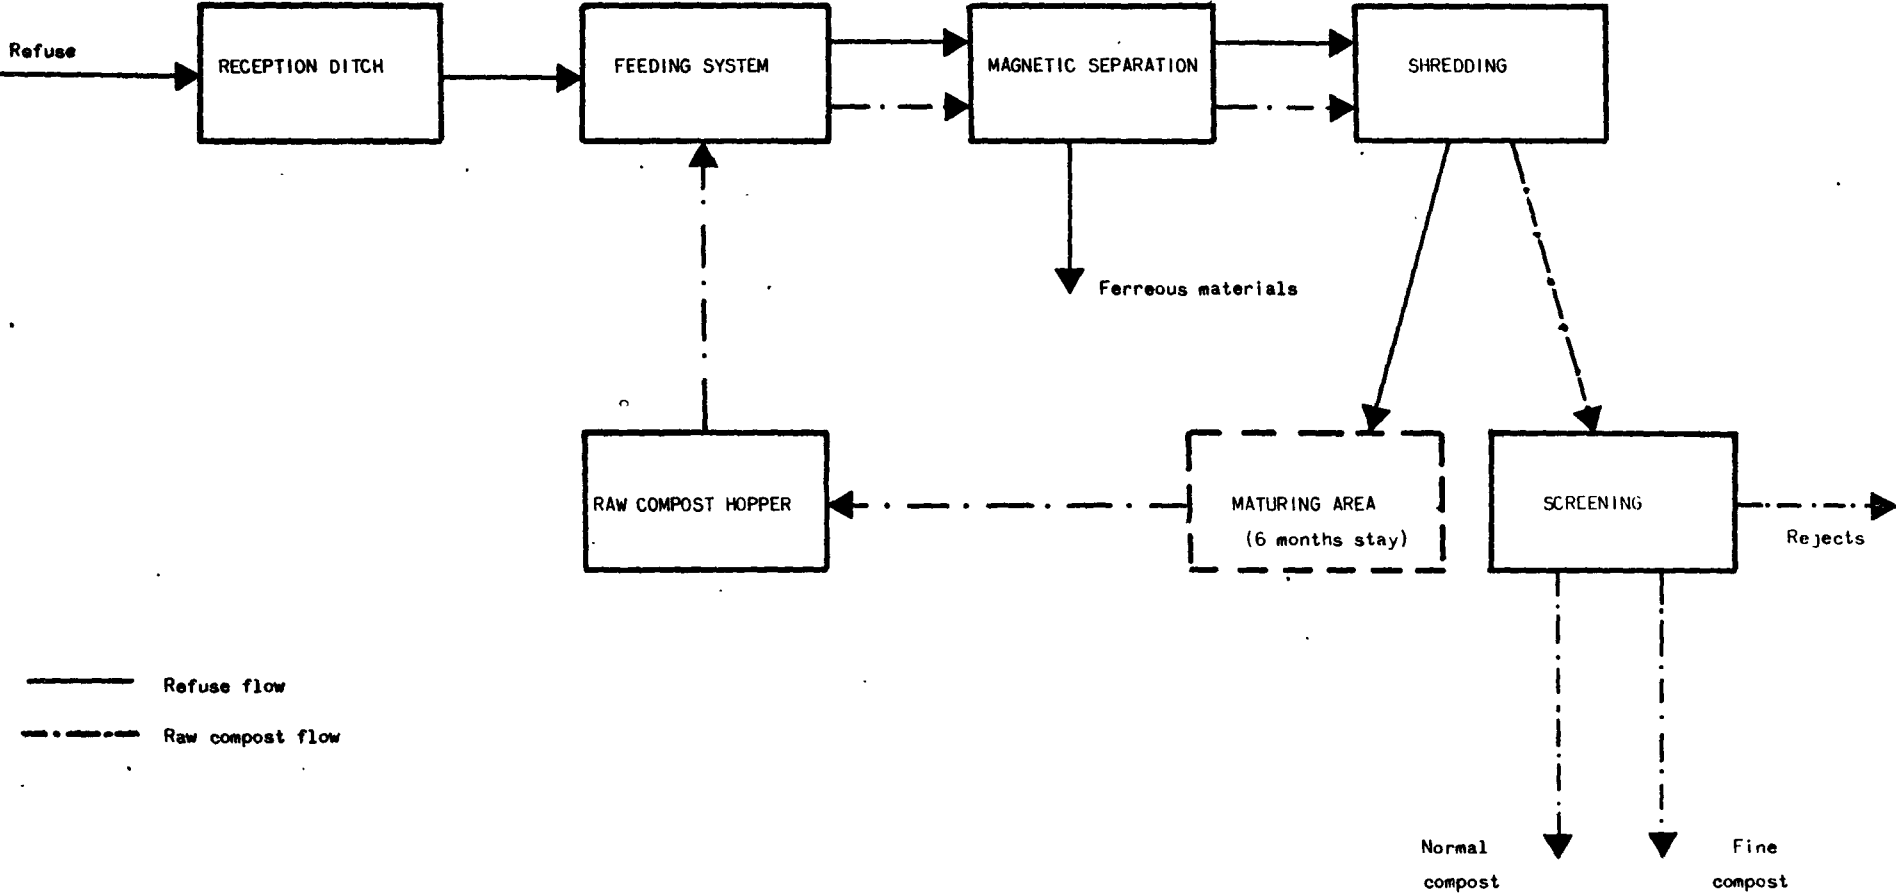 Refuse
RECEPTION DITCH
FEEDING SYSTEM
MAGNETIC SEPARATION
SHREDDING
Ferreous materials
RAW COMPOST HOPPER
MATURING AREA
(6 months stay)
SCREENING
Rejects
Refuse flow
Raw compost flow
Normal
compost
Fine
compost